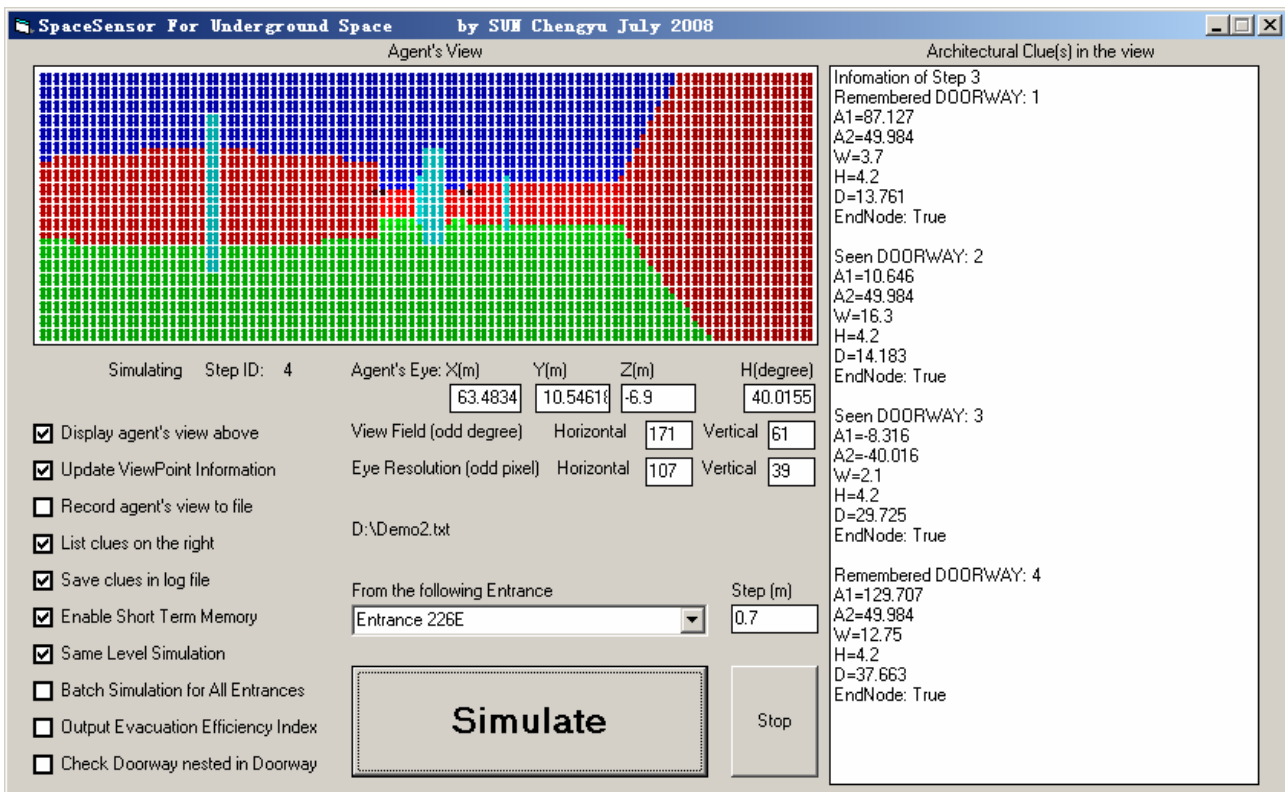 SpaceSensor For Underground Space by SUN Chengyu July 2008
Agent's View
Architectural Clue(s) in the view
Infomation of Step 3
Remembered DOORWAY: 1
A1=87.127
A2=49.984
W=3.7
H=4.2
D=13.761
EndNode: True
Seen DOORWAY: 2
A1=10.646
A2=49.984
W=16.3
H=4.2
D=14.183
EndNode: True
Seen DOORWAY: 3
A1=-8.316
A2=-40.016
W=2.1
H=4.2
D=29.725
EndNode: True
Remembered DOORWAY: 4
A1=129.707
A2=49.984
W=12.75
H=4.2
D=37.663
EndNode: True
Simulating Step ID: 4
Agent's Eye: X(m) Y(m) Z(m) H(degree)
63.4834 10.54618 -6.9 40.0155
View Field (odd degree) Horizontal 171 Vertical 61
Eye Resolution (odd pixel) Horizontal 107 Vertical 39
Display agent's view above
Update ViewPoint Information
Record agent's view to file
List clues on the right
Save clues in log file
Enable Short Term Memory
Same Level Simulation
Batch Simulation for All Entrances
Output Evacuation Efficiency Index
Check Doorway nested in Doorway
D:\Demo2.txt
From the following Entrance Step (m)
Entrance 226E 0.7
Simulate
Stop